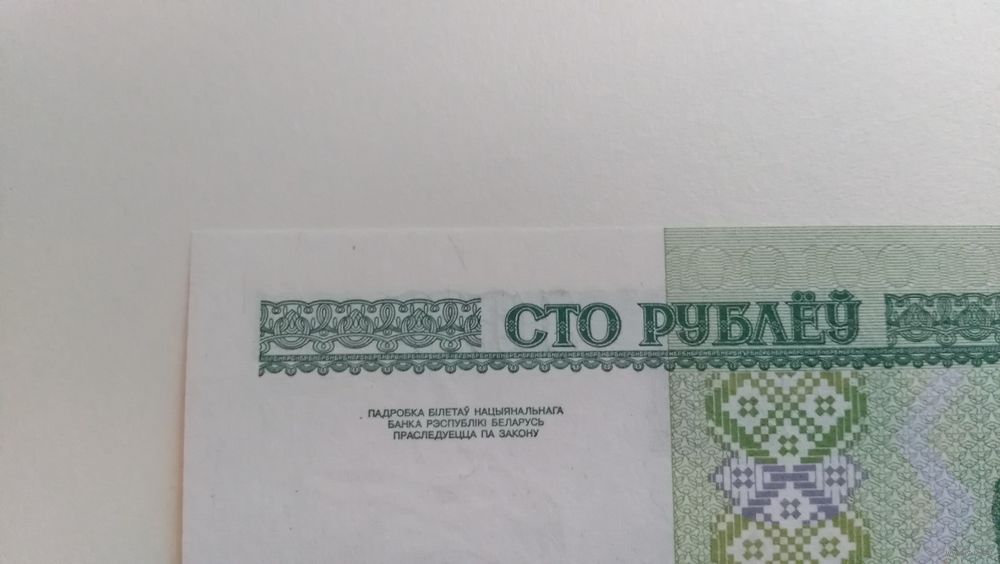 СТО РУБЛЁЎ
ПАДРОБКА БІЛЕТАЎ НАЦЫЯНАЛЬНАГА
БАНКА РЭСПУБЛІКІ БЕЛАРУСЬ
ПРАСЛЕДУЕЦЦА ПА ЗАКОНУ